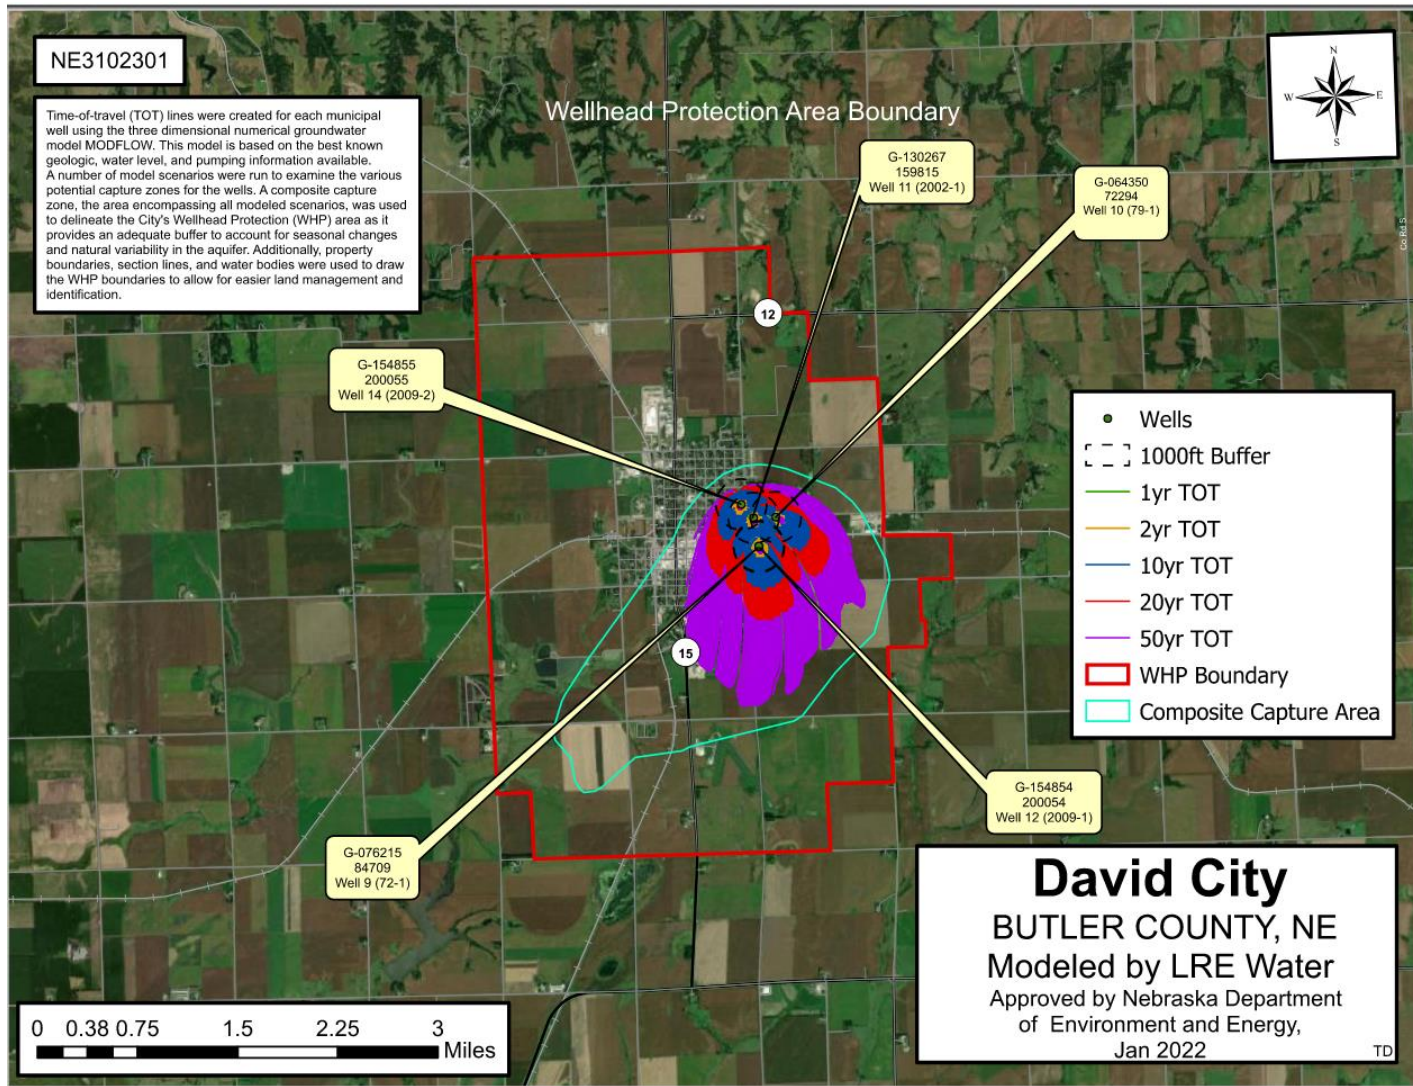 NE3102301
Time-of-travel (TOT) lines were created for each municipal
well using the three dimensional numerical groundwater
model MODFLOW. This model is based on the best known
geologic, water level, and pumping information available.
A number of model scenarios were run to examine the various
potential capture zones for the wells. A composite capture
zone, the area encompassing all modeled scenarios, was used
to delineate the City's Wellhead Protection (WHP) area as it
provides an adequate buffer to account for seasonal changes
and natural variability in the aquifer. Additionally, property
boundaries, section lines, and water bodies were used to draw
the WHP boundaries to allow for easier land management and
identification.
Wellhead Protection Area Boundary
N
W
E
S
G-130267
159815
Well 11 (2002-1)
G-064350
72294
Well 10 (79-1)
Co Rd S
12
G-154855
200055
Well 14 (2009-2)
Wells
1000ft Buffer
1yr TOT
2yr TOT
10yr TOT
20yr TOT
50yr TOT
WHP Boundary
Composite Capture Area
15
G-154854
200054
Well 12 (2009-1)
G-076215
84709
Well 9 (72-1)
David City
BUTLER COUNTY, NE
Modeled by LRE Water
Approved by Nebraska Department
of Environment and Energy,
Jan 2022
TD
0 0.38 0.75 1.5 2.25 3
Miles